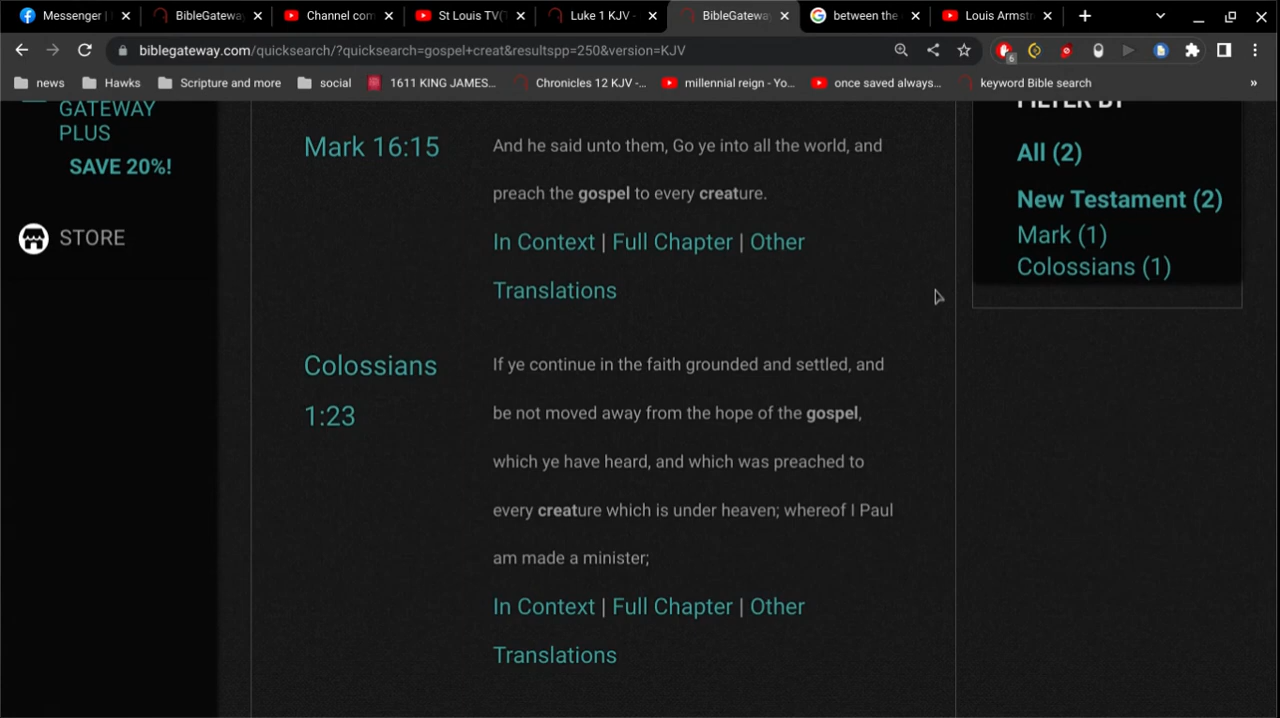 Messenger |
BibleGateway
Channel com
St Louis TV(T
Luke 1 KJV -
BibleGateway
between the
Louis Armst
biblegateway.com/quicksearch/?quicksearch=gospel+creat&resultspp=250&version=KJV
6
news
Hawks
Scripture and more
social
1611 KING JAMES...
Chronicles 12 KJV -...
millennial reign - Yo...
once saved always...
keyword Bible search
»
GATEWAY
PLUS
SAVE 20%!
STORE
Mark 16:15
And he said unto them, Go ye into all the world, and
preach the gospel to every creature.
In Context | Full Chapter | Other
Translations
Colossians
1:23
If ye continue in the faith grounded and settled, and
be not moved away from the hope of the gospel,
which ye have heard, and which was preached to
every creature which is under heaven; whereof I Paul
am made a minister;
In Context | Full Chapter | Other
Translations
FILTER BY
All (2)
New Testament (2)
Mark (1)
Colossians (1)